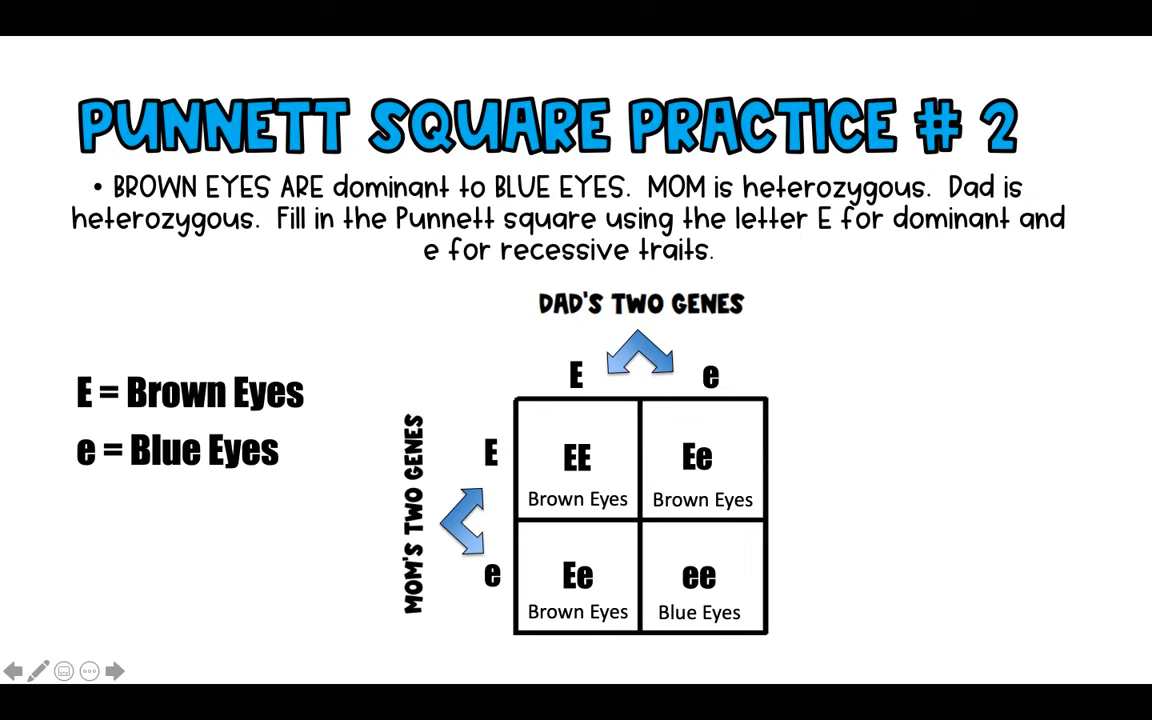 PUNNETT SQUARE PRACTICE # 2
• BROWN EYES ARE dominant to BLUE EYES. MOM is heterozygous. Dad is
heterozygous. Fill in the Punnett square using the letter E for dominant and
e for recessive traits.
DAD'S TWO GENES
E e
E = Brown Eyes
e = Blue Eyes
MOM'S TWO GENES
E EE Ee
Brown Eyes Brown Eyes
e Ee ee
Brown Eyes Blue Eyes